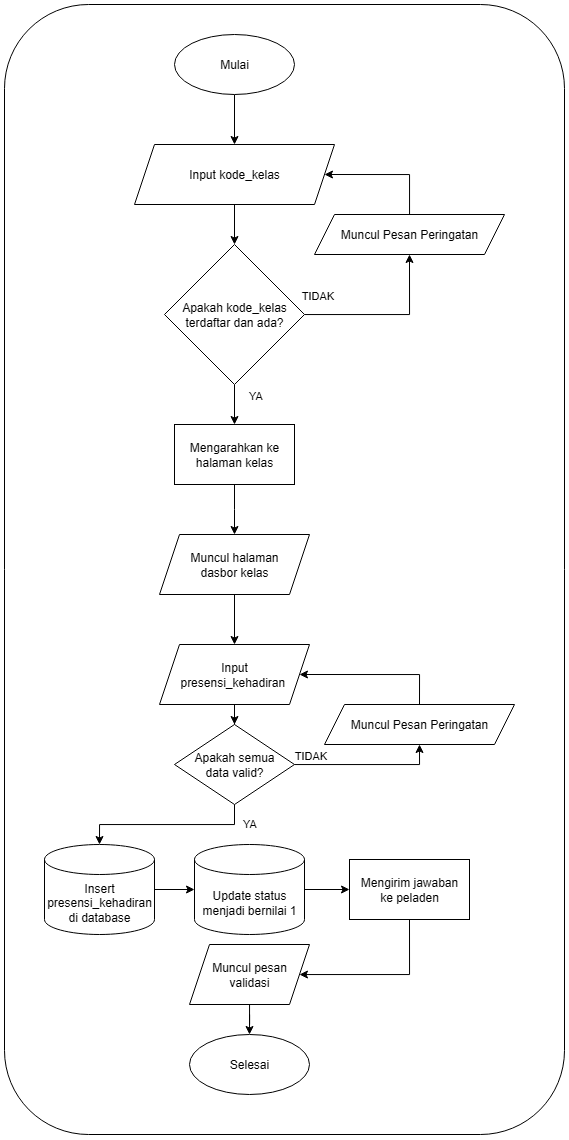 Mulai
Input kode_kelas
Muncul Pesan Peringatan
Apakah kode_kelas
terdaftar dan ada?
TIDAK
YA
Mengarahkan ke
halaman kelas
Muncul halaman
dasbor kelas
Input
presensi_kehadiran
Muncul Pesan Peringatan
Apakah semua
data valid?
TIDAK
YA
Insert
presensi_kehadiran
di database
Update status
menjadi bernilai 1
Mengirim jawaban
ke peladen
Muncul pesan
validasi
Selesai